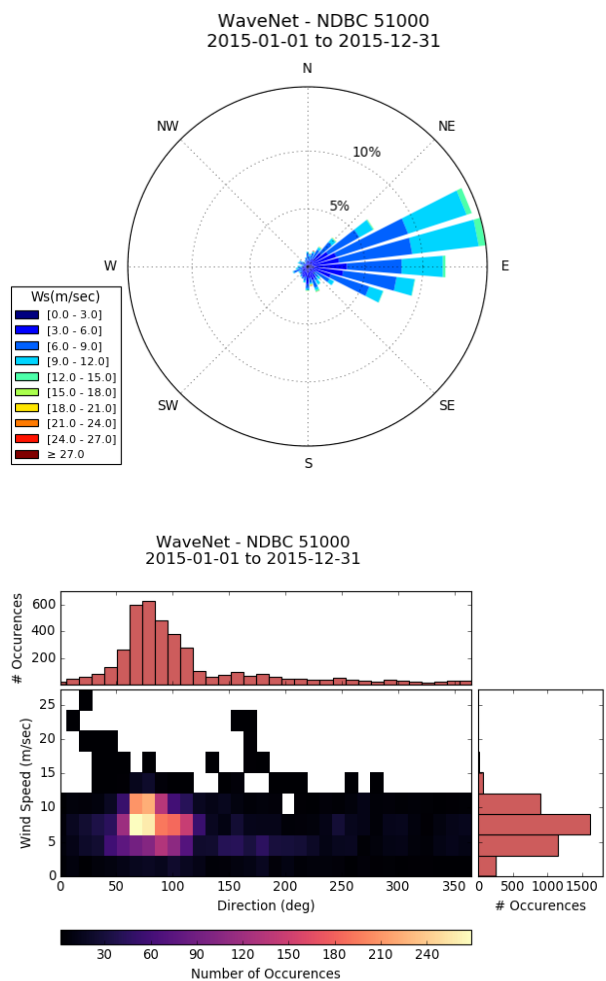 WaveNet - NDBC 51000
2015-01-01 to 2015-12-31
N
NW
NE
10%
5%
W
E
Ws(m/sec)
[0.0 - 3.0]
[3.0 - 6.0]
[6.0 - 9.0]
[9.0 - 12.0]
[12.0 - 15.0]
[15.0 - 18.0]
[18.0 - 21.0]
[21.0 - 24.0]
[24.0 - 27.0]
≥ 27.0
SW
SE
S
WaveNet - NDBC 51000
2015-01-01 to 2015-12-31
# Occurences
600
400
200
Wind Speed (m/sec)
25
20
15
10
5
0
0 50 100 150 200 250 300 350
Direction (deg)
0 500 1000 1500
# Occurences
30 60 90 120 150 180 210 240
Number of Occurences